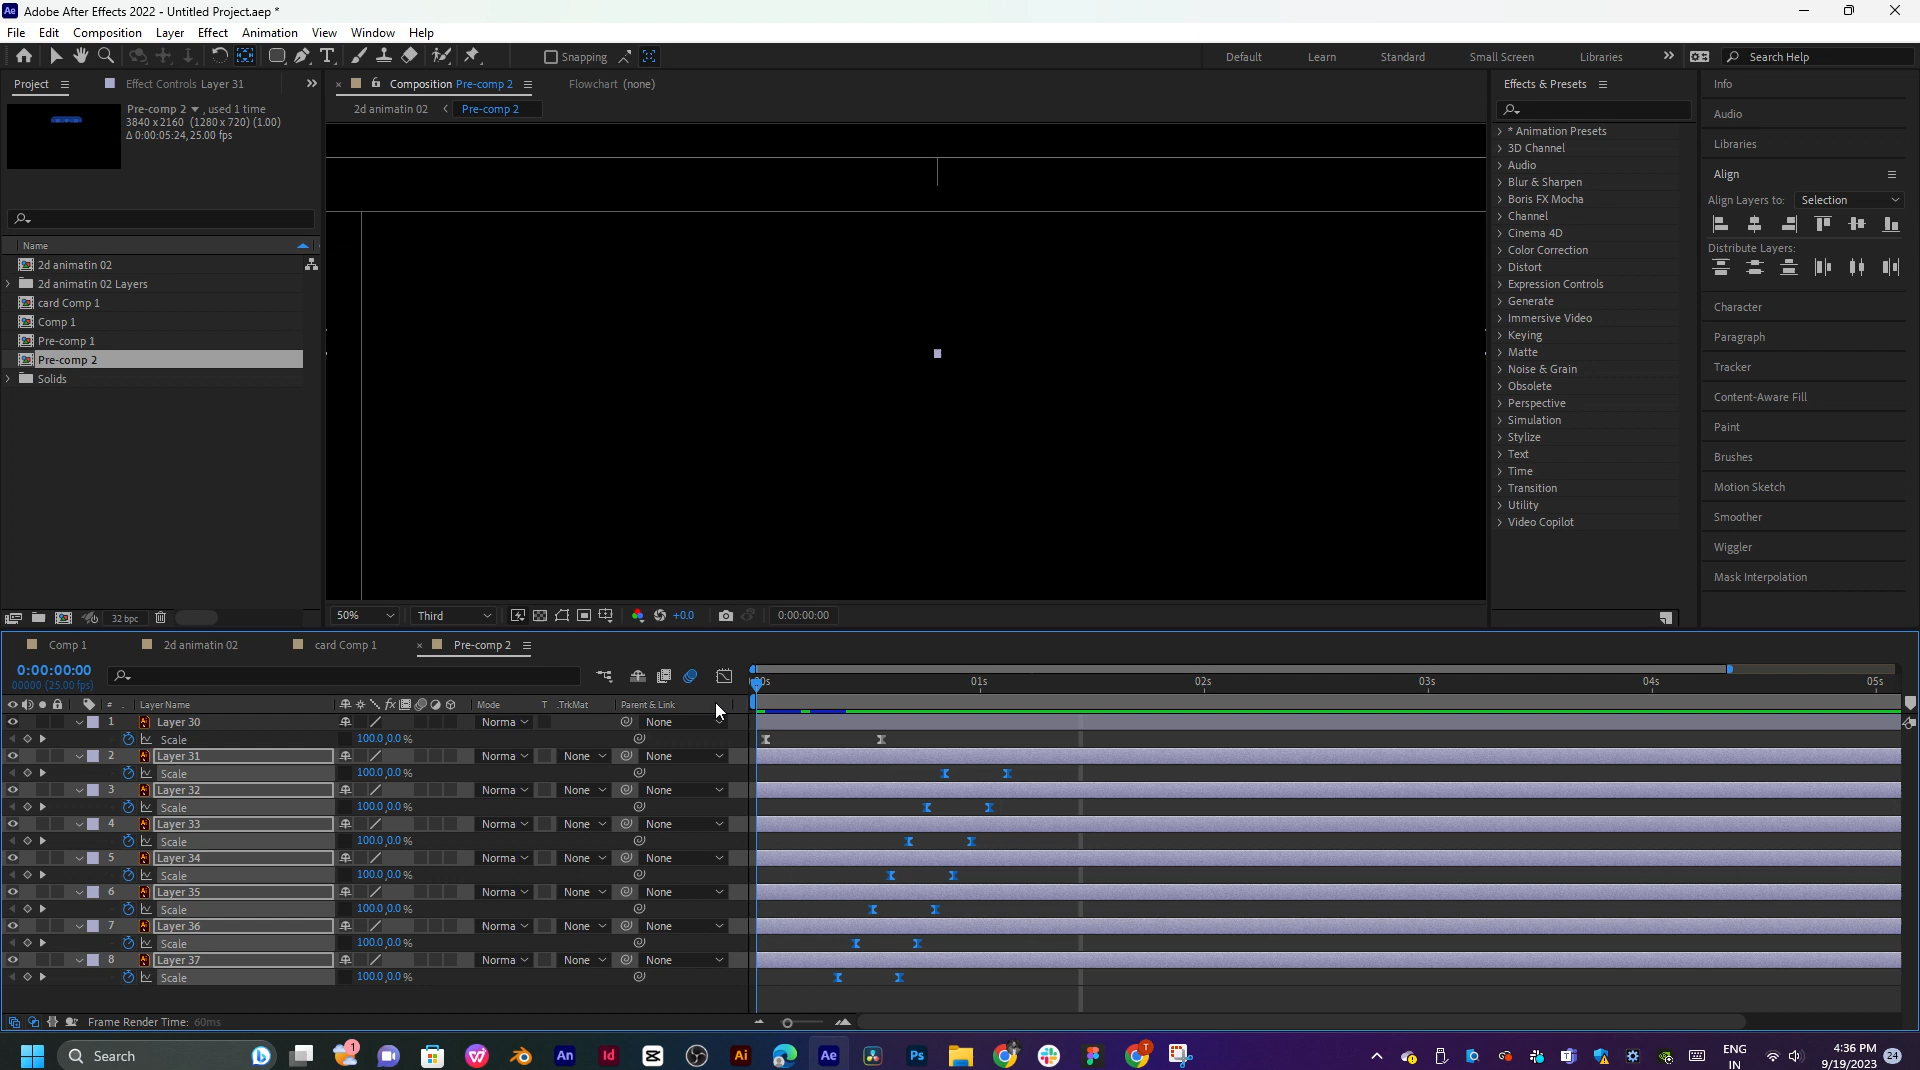 Adobe After Effects 2022 - Untitled Project.aep *
File Edit Composition Layer Effect Animation View Window Help
Snapping
Default Learn Standard Small Screen Libraries Search Help
Project Effect Controls Layer 31
Composition Pre-comp 2 Flowchart (none)
2d animatin 02 Pre-comp 2
Pre-comp 2 , used 1 time
3840 x 2160 (1280 x 720) (1.00)
Δ 0:00:05:24, 25.00 fps
Name
2d animatin 02
2d animatin 02 Layers
card Comp 1
Comp 1
Pre-comp 1
Pre-comp 2
Solids
32 bpc
50% Third +0.0 0:00:00:00
Effects & Presets
* Animation Presets
3D Channel
Audio
Blur & Sharpen
Boris FX Mocha
Channel
Cinema 4D
Color Correction
Distort
Expression Controls
Generate
Immersive Video
Keying
Matte
Noise & Grain
Obsolete
Perspective
Simulation
Stylize
Text
Time
Transition
Utility
Video Copilot
Info
Audio
Libraries
Align
Align Layers to: Selection
Distribute Layers:
Character
Paragraph
Tracker
Content-Aware Fill
Paint
Brushes
Motion Sketch
Smoother
Wiggler
Mask Interpolation
Comp 1 2d animatin 02 card Comp 1 Pre-comp 2
0:00:00:00
00000 (25.00 fps)
01s 02s 03s 04s 05s
# Layer Name fx Mode T .TrkMat Parent & Link
1 Layer 30 Norma None
Scale 100.0,0.0 %
2 Layer 31 Norma None None
Scale 100.0,0.0 %
3 Layer 32 Norma None None
Scale 100.0,0.0 %
4 Layer 33 Norma None None
Scale 100.0,0.0 %
5 Layer 34 Norma None None
Scale 100.0,0.0 %
6 Layer 35 Norma None None
Scale 100.0,0.0 %
7 Layer 36 Norma None None
Scale 100.0,0.0 %
8 Layer 37 Norma None None
Scale 100.0,0.0 %
Frame Render Time: 60ms
Search
ENG
IN
4:36 PM
9/19/2023
24